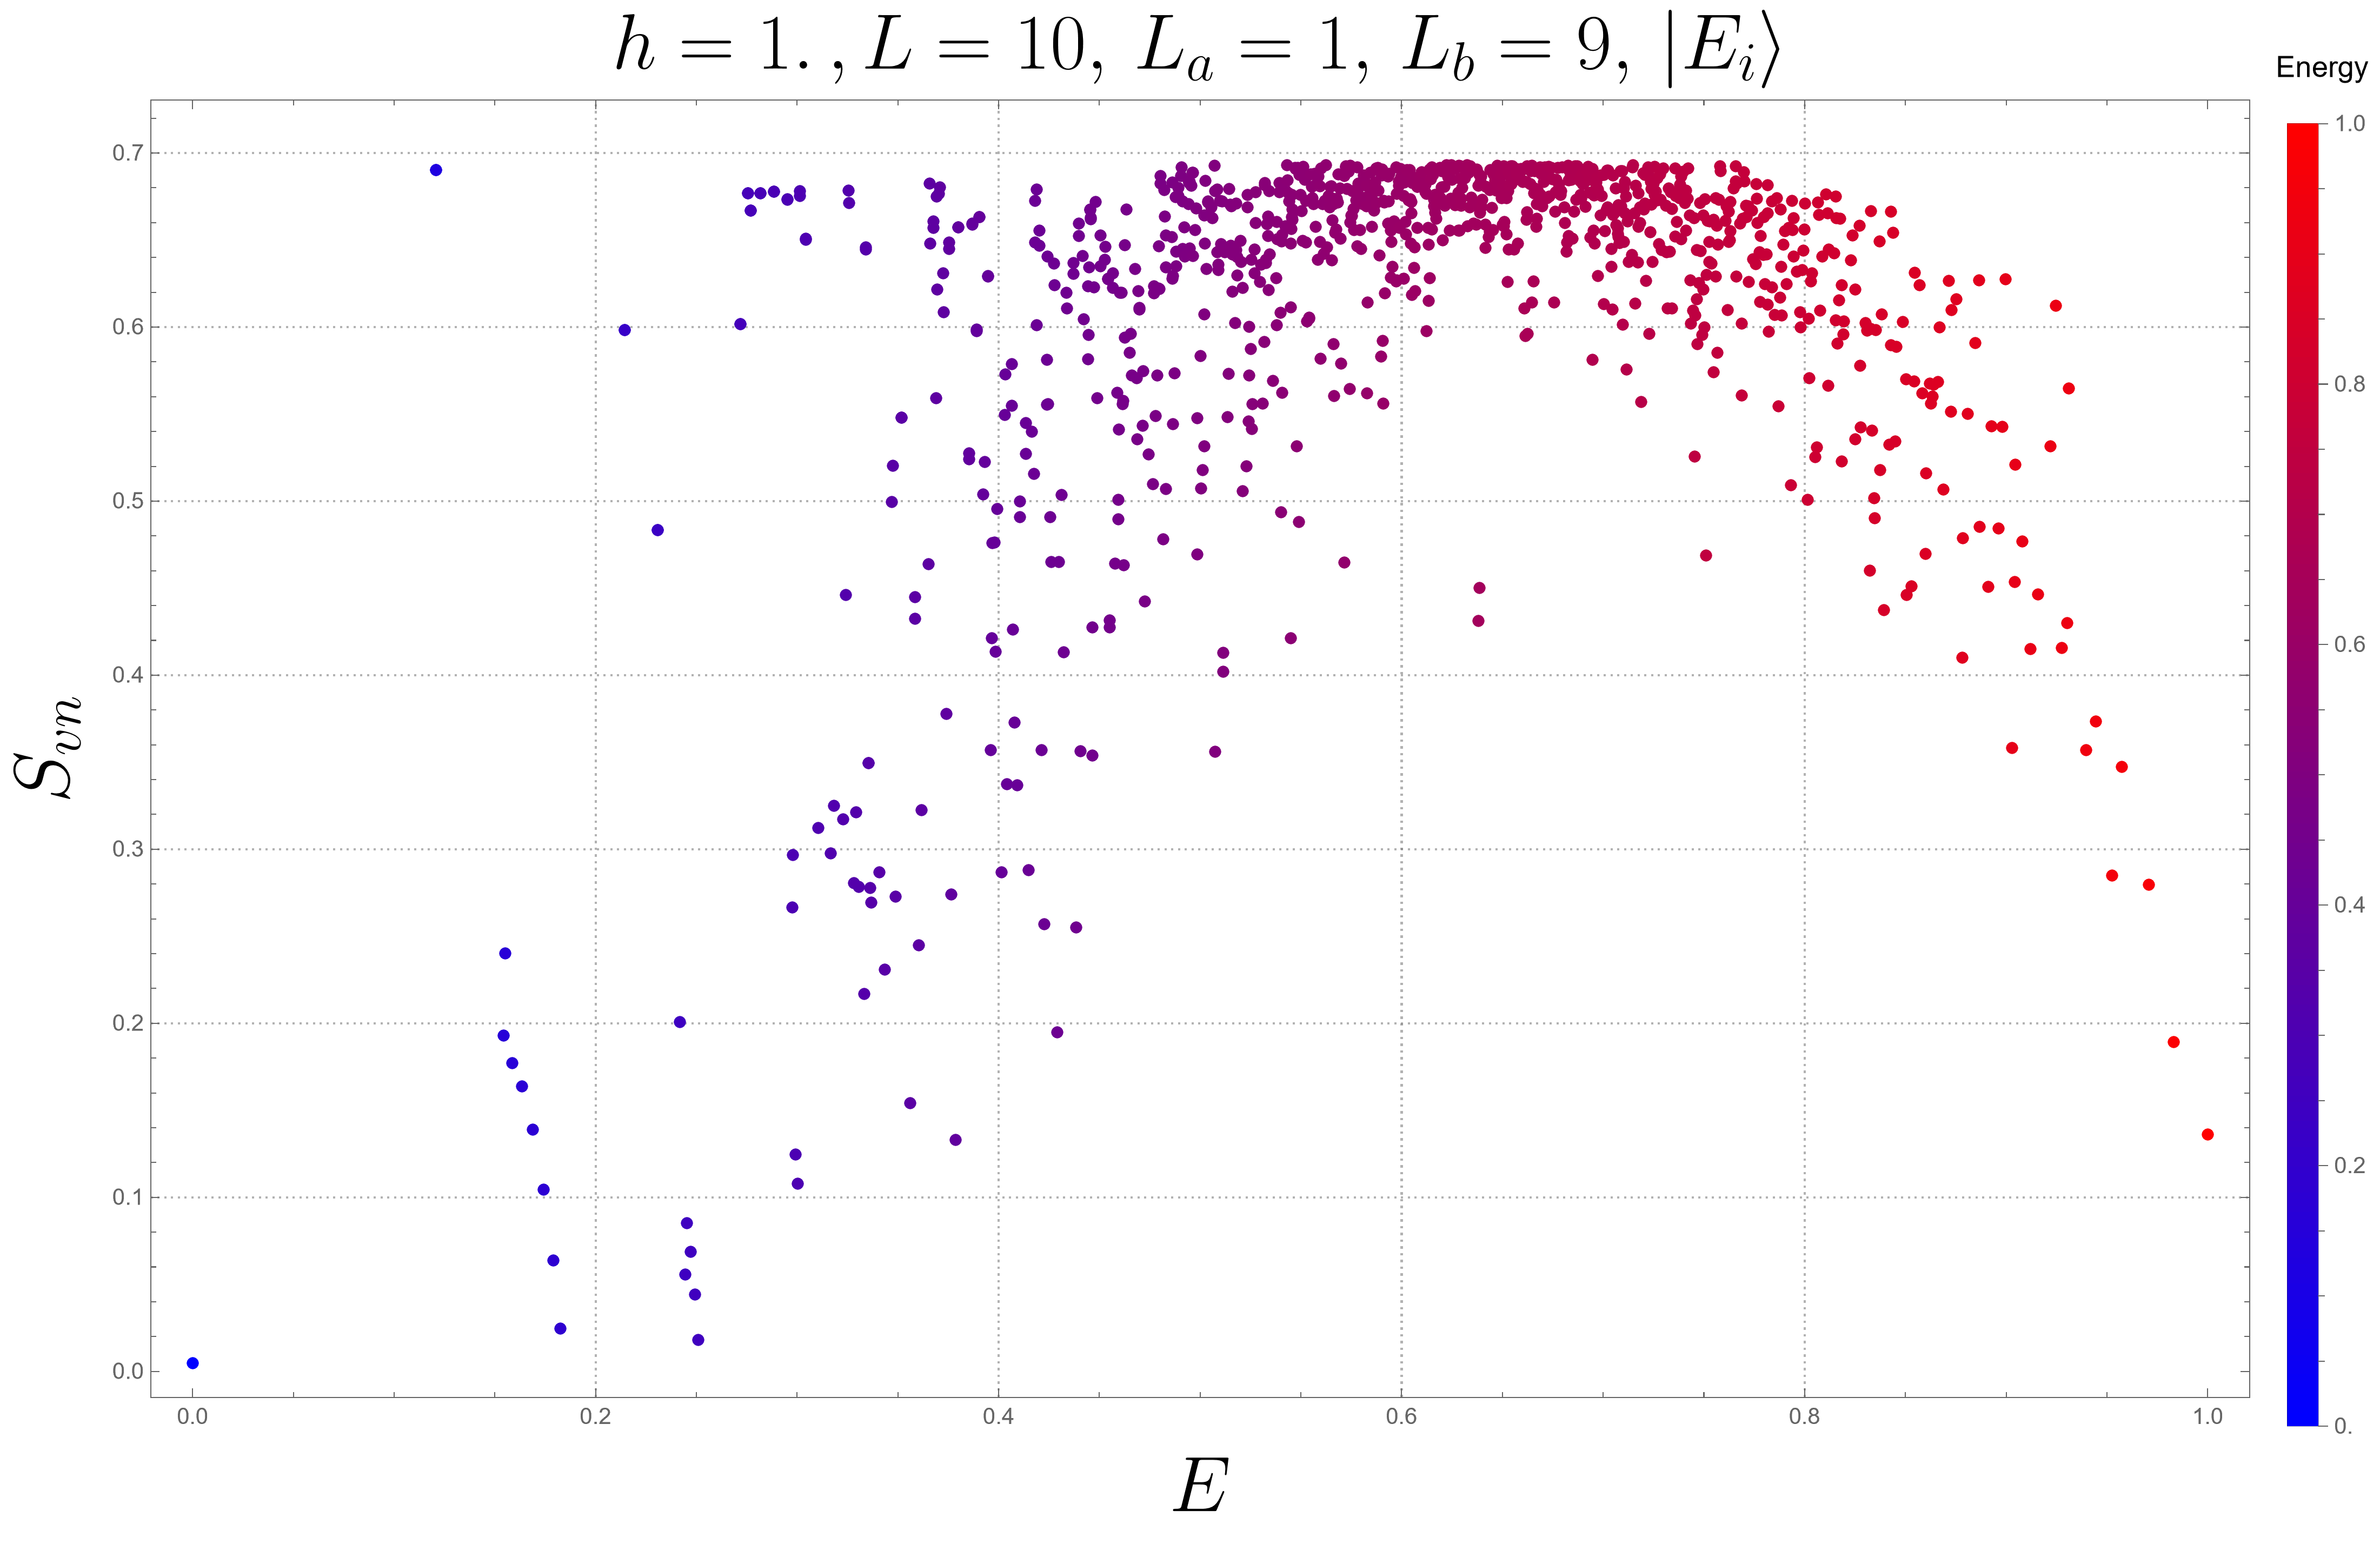 h = 1. , L = 10, L_a = 1, L_b = 9, |E_i⟩
Energy
S_{vn}
0.7
0.6
0.5
0.4
0.3
0.2
0.1
0.0
0.0 0.2 0.4 0.6 0.8 1.0
E
1.0
0.8
0.6
0.4
0.2
0.